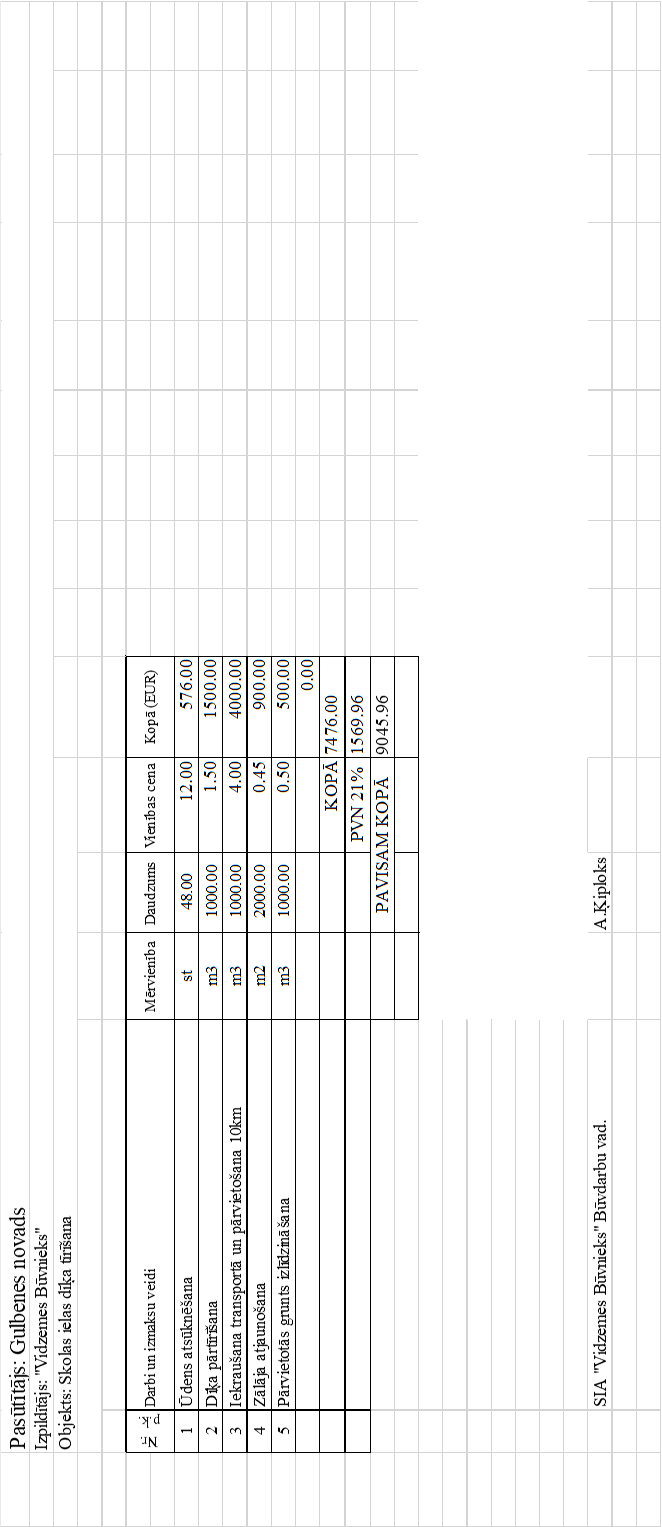 Pasūtītājs: Gulbenes novads
Izpildītājs: "Vidzemes Būvnieks"
Objekts: Skolas ielas dīķa tīrīšana
Nr. p.k. Darbi un izmaksu veidi Mērvienība Daudzums Vienības cena Kopā (EUR)
1 Ūdens atsūknēšana st 48.00 12.00 576.00
2 Dīķa pārtīrīšana m3 1000.00 1.50 1500.00
3 Iekraušana transportā un pārvietošana 10km m3 1000.00 4.00 4000.00
4 Zālāja atjaunošana m2 2000.00 0.45 900.00
5 Pārvietotās grunts izlīdzināšana m3 1000.00 0.50 500.00
0.00
KOPĀ 7476.00
PVN 21% 1569.96
PAVISAM KOPĀ 9045.96
SIA "Vidzemes Būvnieks" Būvdarbu vad. A.Ķiploks